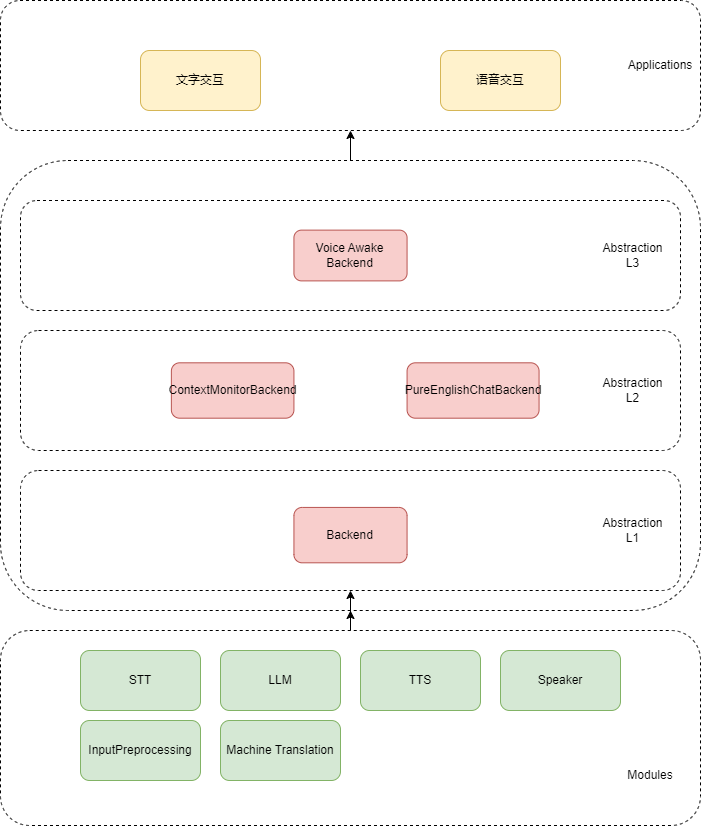 文字交互
语音交互
Applications
Voice Awake
Backend
Abstraction
L3
ContextMonitorBackend
PureEnglishChatBackend
Abstraction
L2
Backend
Abstraction
L1
STT
LLM
TTS
Speaker
InputPreprocessing
Machine Translation
Modules